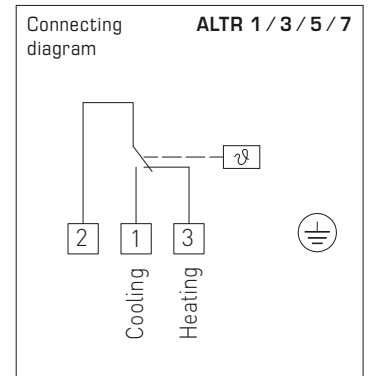 Connecting diagram
ALTR 1 / 3 / 5 / 7
ϑ
2 1 3
Cooling
Heating